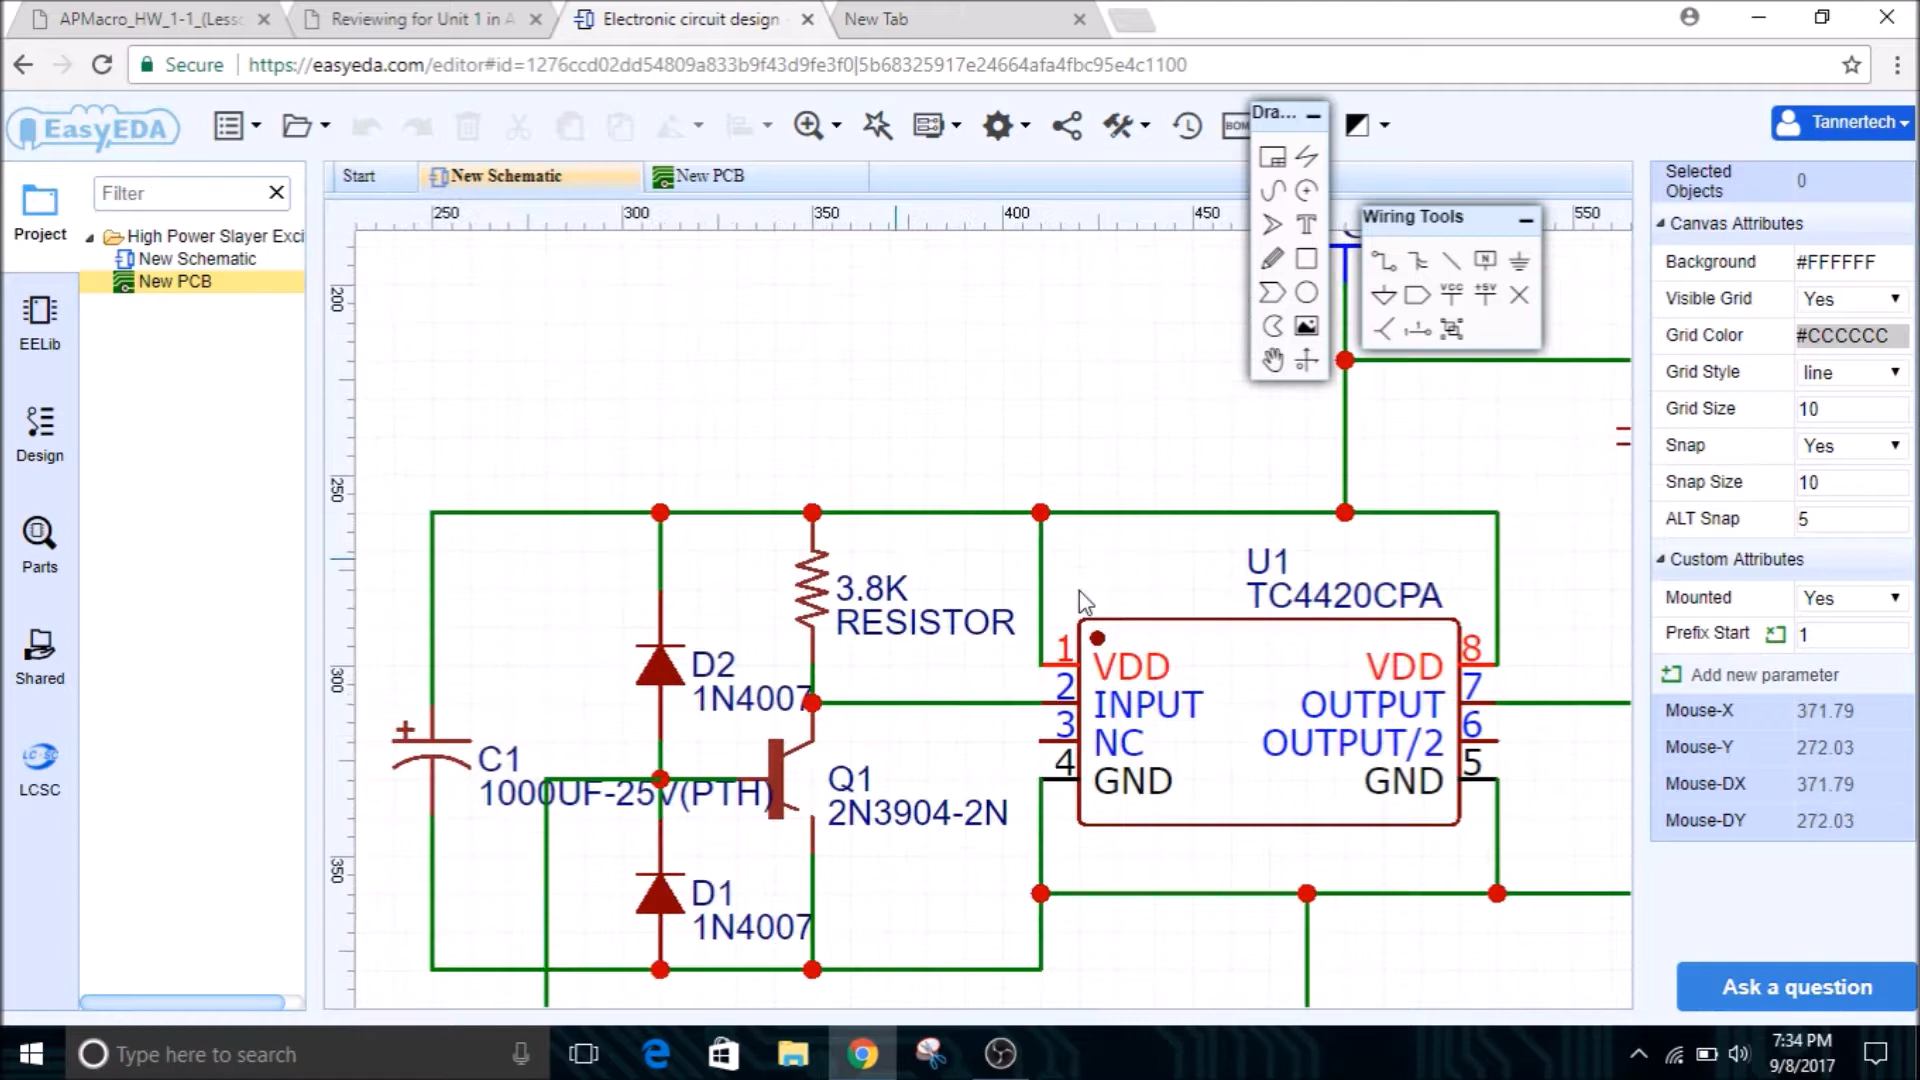 APMacro_HW_1-1_(Less
Reviewing for Unit 1 in A
Electronic circuit design
New Tab
Secure
https://easyeda.com/editor#id=1276ccd02dd54809a833b9f43d9fe3f0|5b68325917e24664afa4fbc95e4c1100
EasyEDA
BOM
Dra...
Tannertech
Start
New Schematic
New PCB
Filter
Project
High Power Slayer Exci
New Schematic
New PCB
EELib
Design
Parts
Shared
LCSC
LCSC
250
300
350
400
450
550
200
250
300
350
Wiring Tools
N
VCC
+5V
T
1
3.8K
RESISTOR
D2
1N4007
C1
1000UF-25V(PTH)
+
Q1
2N3904-2N
D1
1N4007
U1
TC4420CPA
1 VDD VDD 8
2 INPUT OUTPUT 7
3 NC OUTPUT/2 6
4 GND GND 5
Selected Objects 0
Canvas Attributes
Background #FFFFFF
Visible Grid Yes
Grid Color #CCCCCC
Grid Style line
Grid Size 10
Snap Yes
Snap Size 10
ALT Snap 5
Custom Attributes
Mounted Yes
Prefix Start 1
Add new parameter
Mouse-X 371.79
Mouse-Y 272.03
Mouse-DX 371.79
Mouse-DY 272.03
Ask a question
Type here to search
7:34 PM
9/8/2017